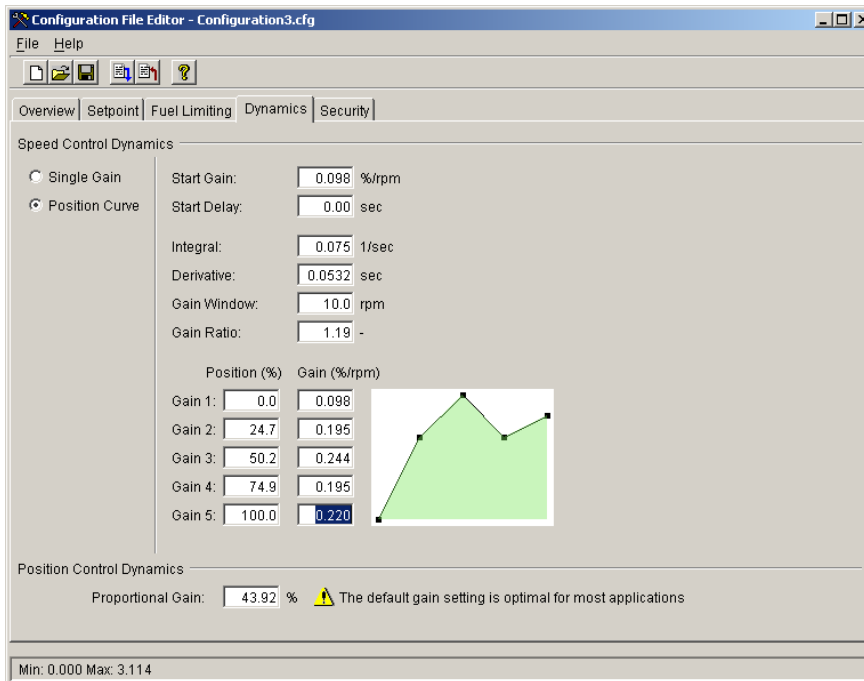 Configuration File Editor - Configuration3.cfg
File Help
Overview Setpoint Fuel Limiting Dynamics Security
Speed Control Dynamics
Single Gain
Position Curve
Start Gain: 0.098 %/rpm
Start Delay: 0.00 sec
Integral: 0.075 1/sec
Derivative: 0.0532 sec
Gain Window: 10.0 rpm
Gain Ratio: 1.19 -
Position (%) Gain (%/rpm)
Gain 1: 0.0 0.098
Gain 2: 24.7 0.195
Gain 3: 50.2 0.244
Gain 4: 74.9 0.195
Gain 5: 100.0 0.220
Position Control Dynamics
Proportional Gain: 43.92 % The default gain setting is optimal for most applications
Min: 0.000 Max: 3.114